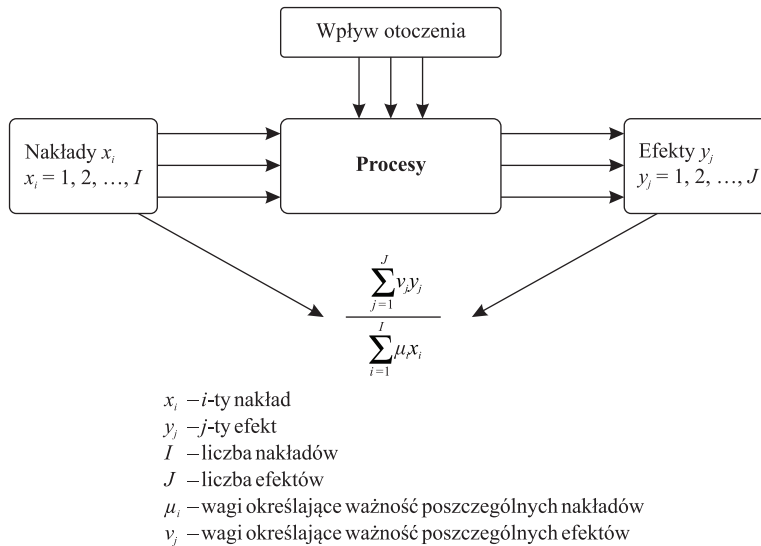 Wpływ otoczenia
Nakłady xᵢ
xᵢ = 1, 2, …, I
Procesy
Efekty yⱼ
yⱼ = 1, 2, …, J
J
∑ vⱼyⱼ
j=1
I
∑ μᵢxᵢ
i=1
xᵢ – i-ty nakład
yⱼ – j-ty efekt
I – liczba nakładów
J – liczba efektów
μᵢ – wagi określające ważność poszczególnych nakładów
vⱼ – wagi określające ważność poszczególnych efektów